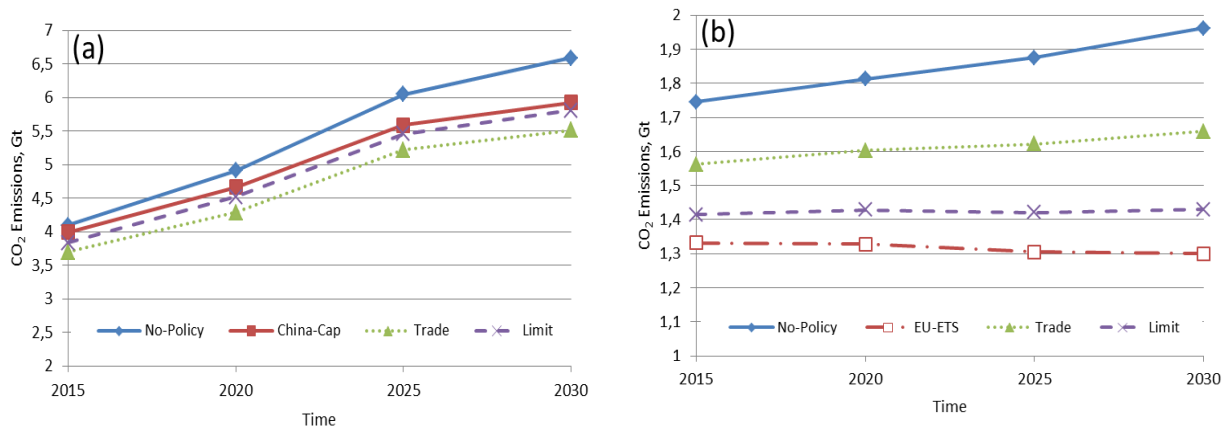 (a)
7
6,5
6
5,5
5
4,5
4
3,5
3
2,5
2
CO₂ Emissions, Gt
No-Policy China-Cap Trade Limit
2015 2020 2025 2030
Time
(b)
2
1,9
1,8
1,7
1,6
1,5
1,4
1,3
1,2
1,1
1
CO₂ Emissions, Gt
No-Policy EU-ETS Trade Limit
2015 2020 2025 2030
Time